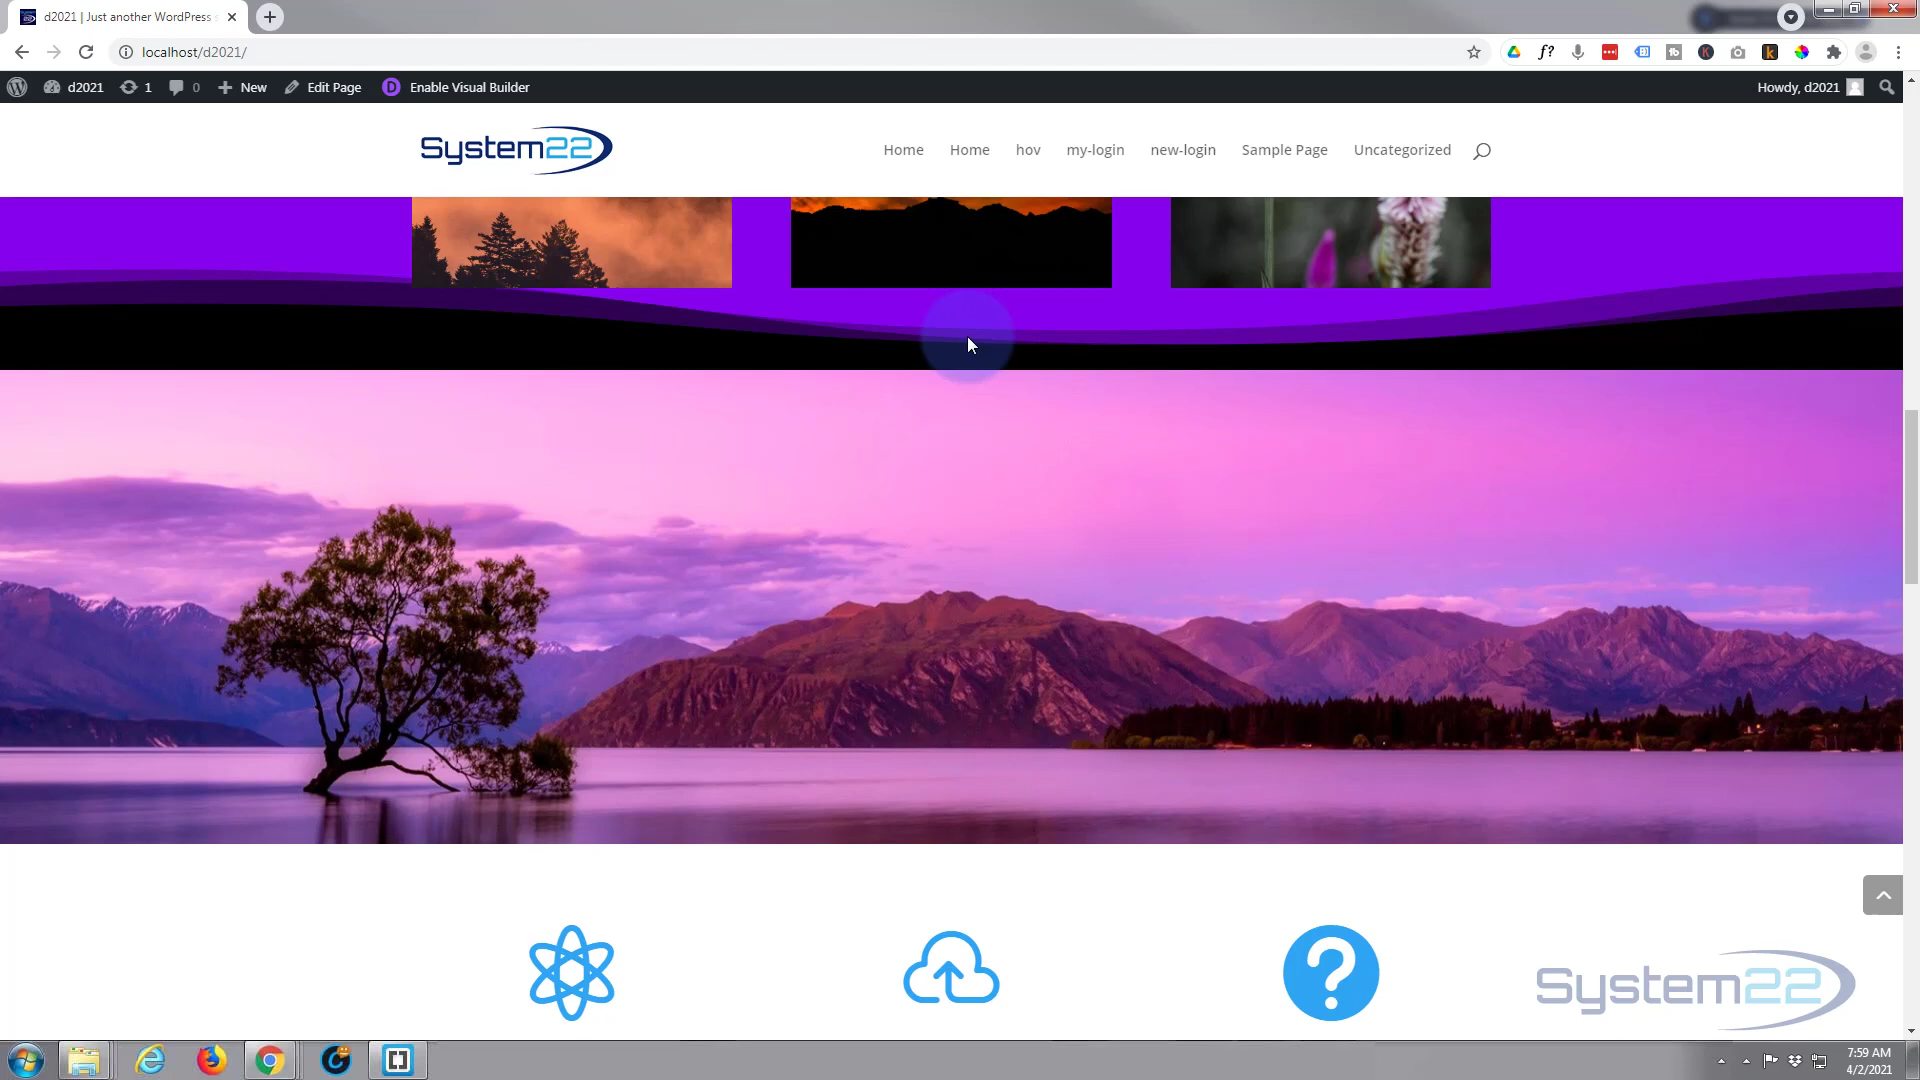 d2021 | Just another WordPress s
localhost/d2021/
d2021 1 0 New Edit Page Enable Visual Builder Howdy, d2021
System22
Home Home hov my-login new-login Sample Page Uncategorized
System22
7:59 AM
4/2/2021